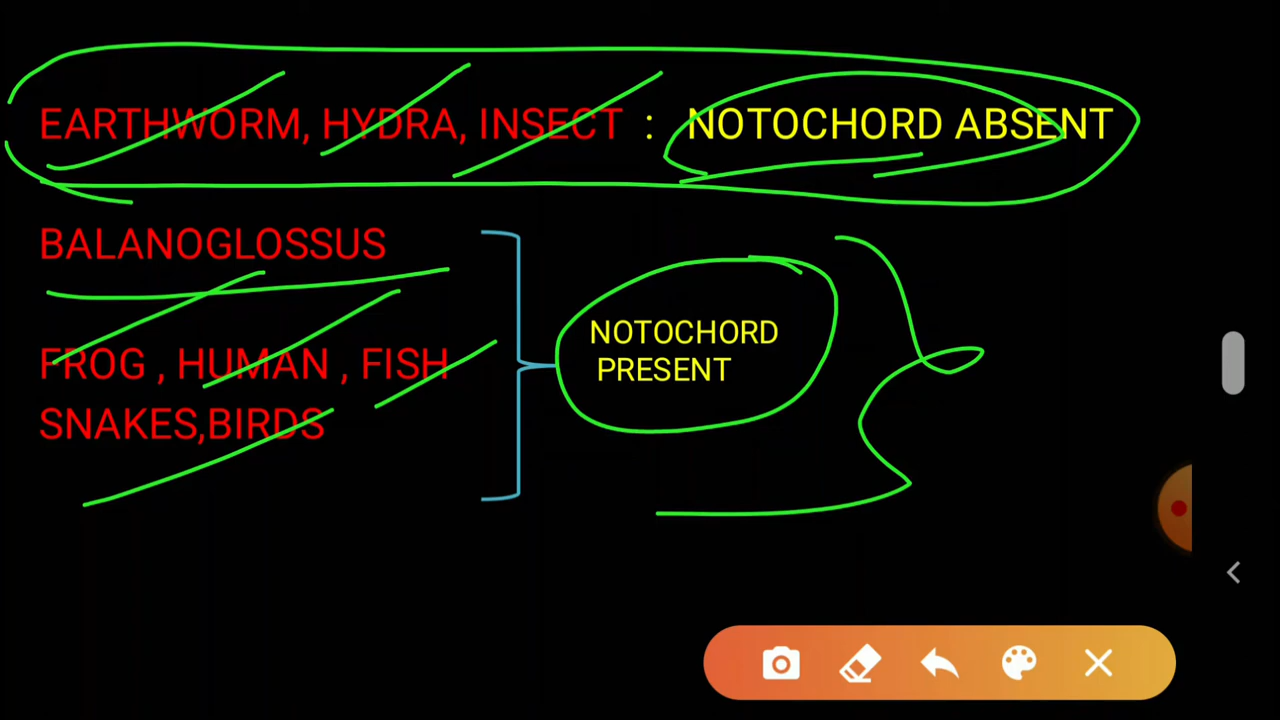 EARTHWORM, HYDRA, INSECT : NOTOCHORD ABSENT
BALANOGLOSSUS
FROG , HUMAN , FISH
SNAKES,BIRDS
NOTOCHORD
PRESENT